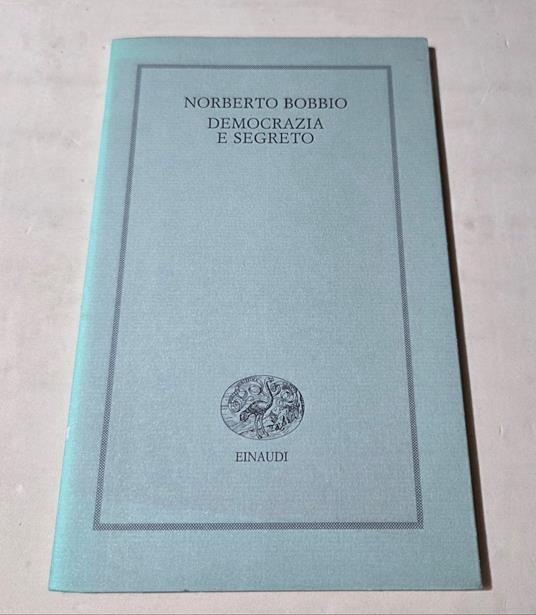 NORBERTO BOBBIO
DEMOCRAZIA
E SEGRETO
EINAUDI